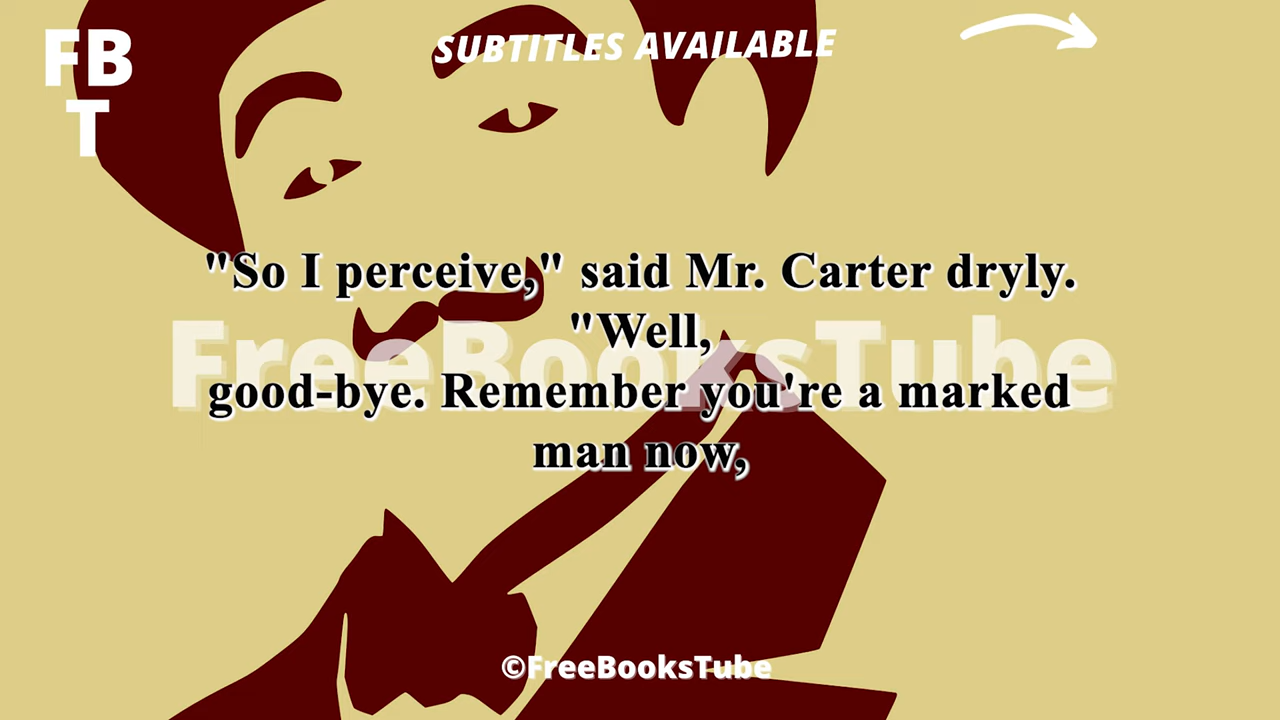 FB
T
SUBTITLES AVAILABLE
"So I perceive," said Mr. Carter dryly.
"Well,
FreeBooksTube
good-bye. Remember you're a marked
man now,
©FreeBooksTube